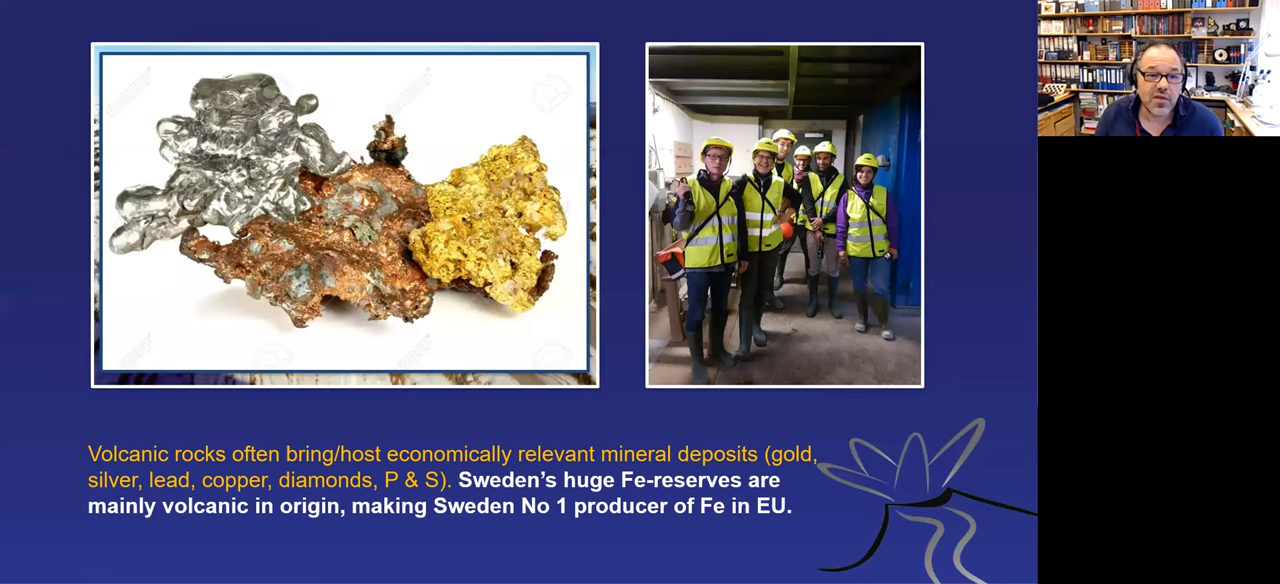 Volcanic rocks often bring/host economically relevant mineral deposits (gold,
silver, lead, copper, diamonds, P & S). Sweden’s huge Fe-reserves are
mainly volcanic in origin, making Sweden No 1 producer of Fe in EU.